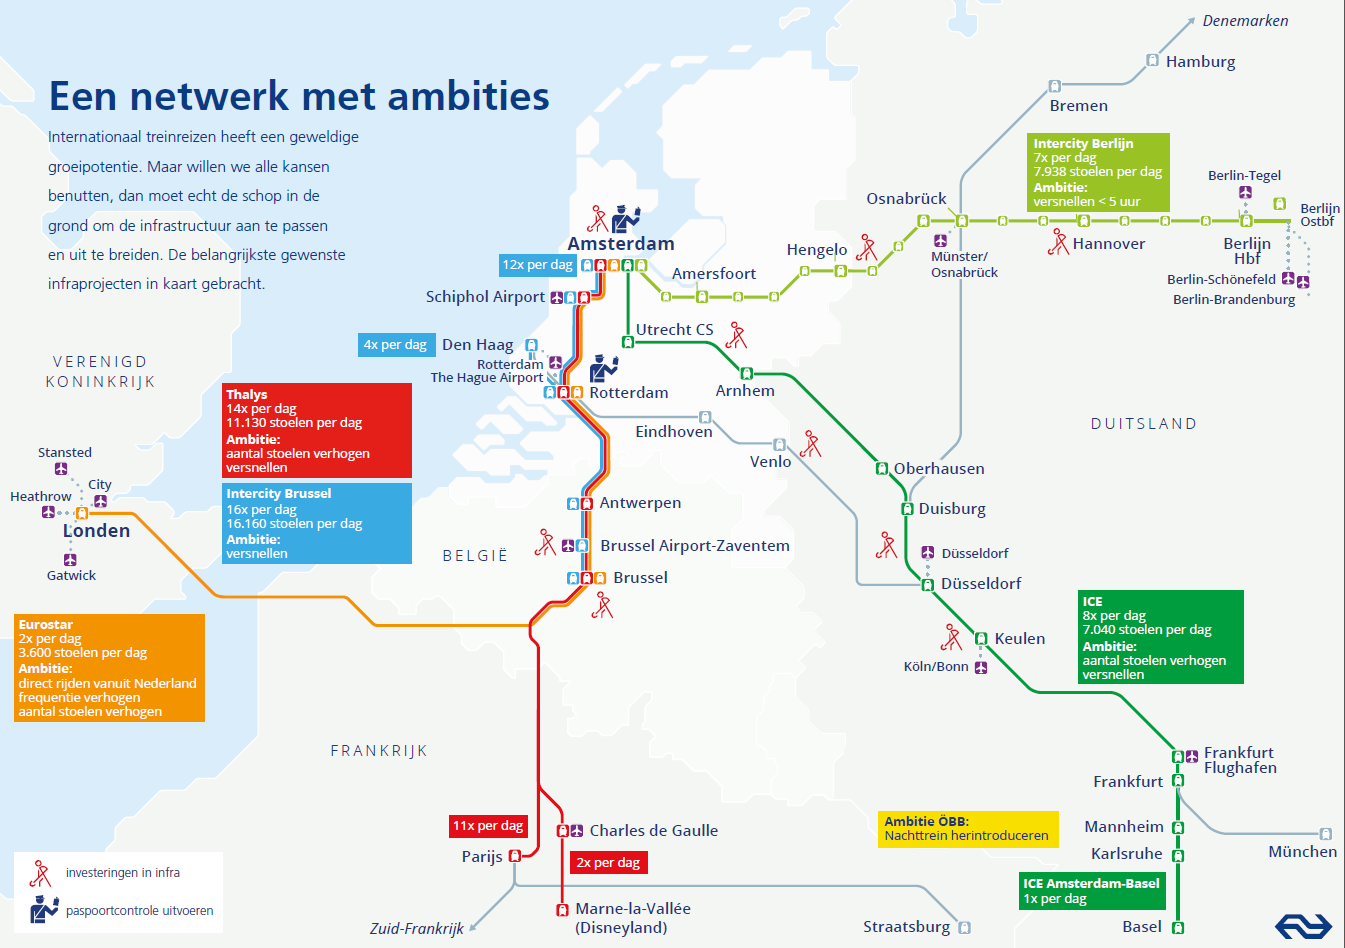 Een netwerk met ambities
Internationaal treinreizen heeft een geweldige
groeipotentie. Maar willen we alle kansen
benutten, dan moet echt de schop in de
grond om de infrastructuur aan te passen
en uit te breiden. De belangrijkste gewenste
infraprojecten in kaart gebracht.
Denemarken
Hamburg
Bremen
Intercity Berlijn
7x per dag
7.938 stoelen per dag
Ambitie:
versnellen < 5 uur
Berlin-Tegel
Berlijn
Ostbf
Osnabrück
Münster/
Osnabrück
Hannover
Berlijn
Hbf
Berlin-Schönefeld
Berlin-Brandenburg
Hengelo
Amersfoort
Amsterdam
12x per dag
Schiphol Airport
Utrecht CS
4x per dag
Den Haag
Rotterdam
The Hague Airport
Rotterdam
Arnhem
Eindhoven
Venlo
VERENIGD
KONINKRIJK
DUITSLAND
Thalys
14x per dag
11.130 stoelen per dag
Ambitie:
aantal stoelen verhogen
versnellen
Intercity Brussel
16x per dag
16.160 stoelen per dag
Ambitie:
versnellen
Stansted
City
Heathrow
Londen
Gatwick
Oberhausen
Duisburg
Düsseldorf
Düsseldorf
Antwerpen
Brussel Airport-Zaventem
BELGIË
Brussel
Eurostar
2x per dag
3.600 stoelen per dag
Ambitie:
direct rijden vanuit Nederland
frequentie verhogen
aantal stoelen verhogen
ICE
8x per dag
7.040 stoelen per dag
Ambitie:
aantal stoelen verhogen
versnellen
Keulen
Köln/Bonn
FRANKRIJK
Frankfurt
Flughafen
Frankfurt
11x per dag
Charles de Gaulle
Parijs
2x per dag
Ambitie ÖBB:
Nachttrein herintroduceren
Mannheim
Karlsruhe
München
ICE Amsterdam-Basel
1x per dag
Basel
Marne-la-Vallée
(Disneyland)
Zuid-Frankrijk
Straatsburg
investeringen in infra
paspoortcontrole uitvoeren